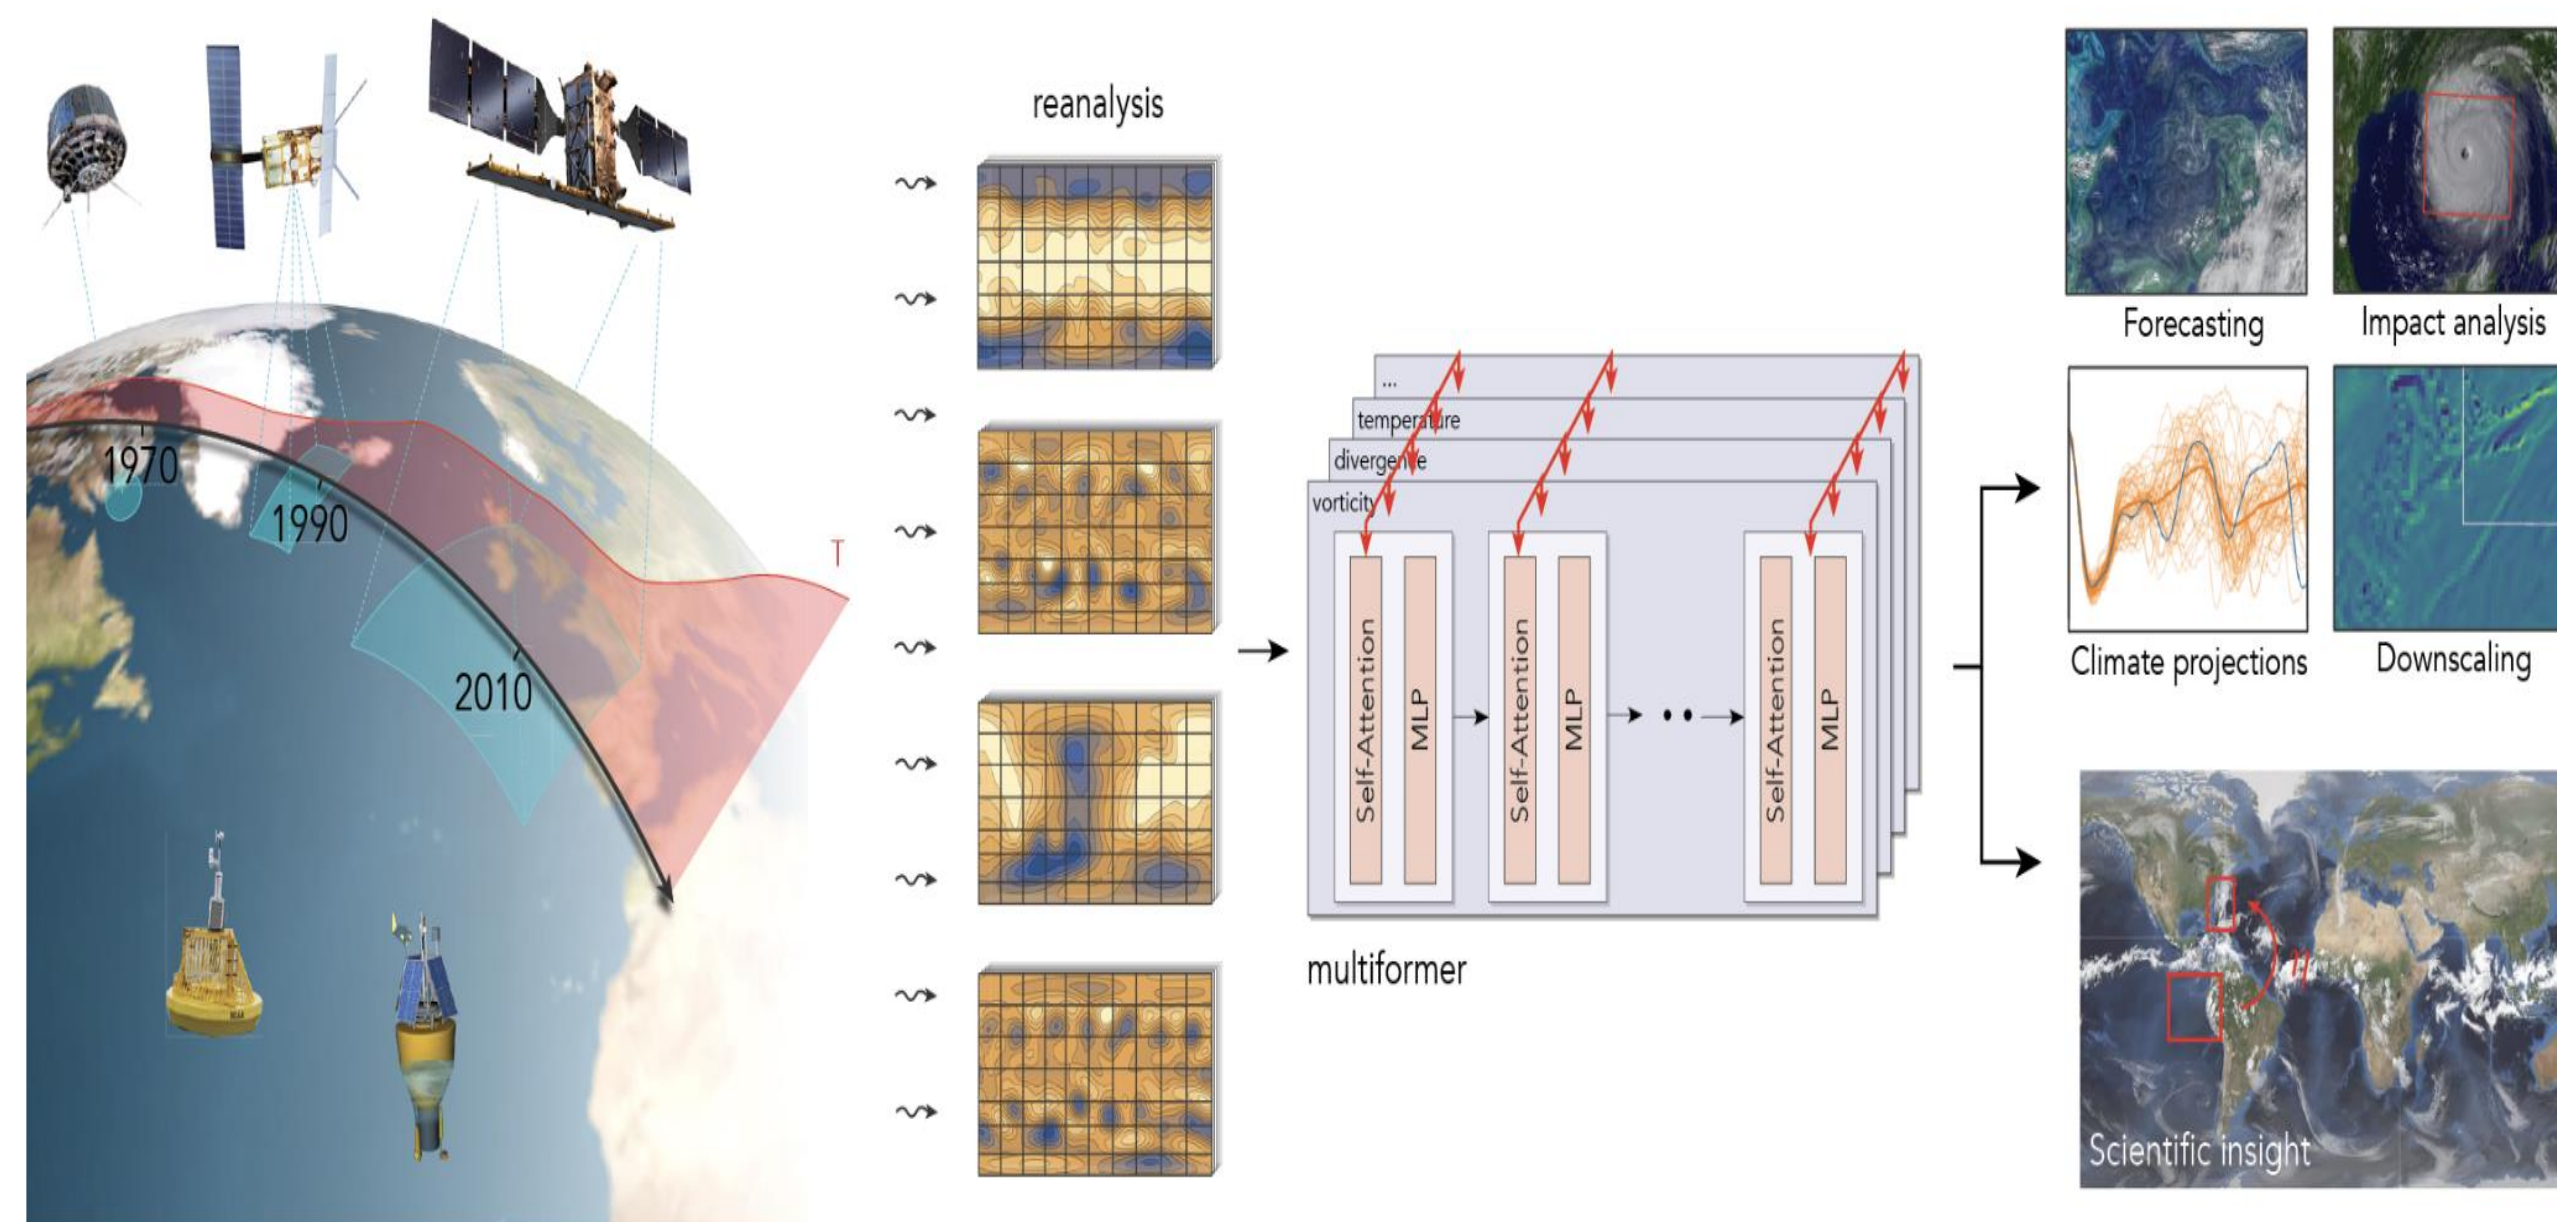 1970
1990
2010
T
reanalysis
...
temperature
divergence
vorticity
Self-Attention
MLP
Self-Attention
MLP
Self-Attention
MLP
multiformer
Forecasting
Impact analysis
Climate projections
Downscaling
η
Scientific insight